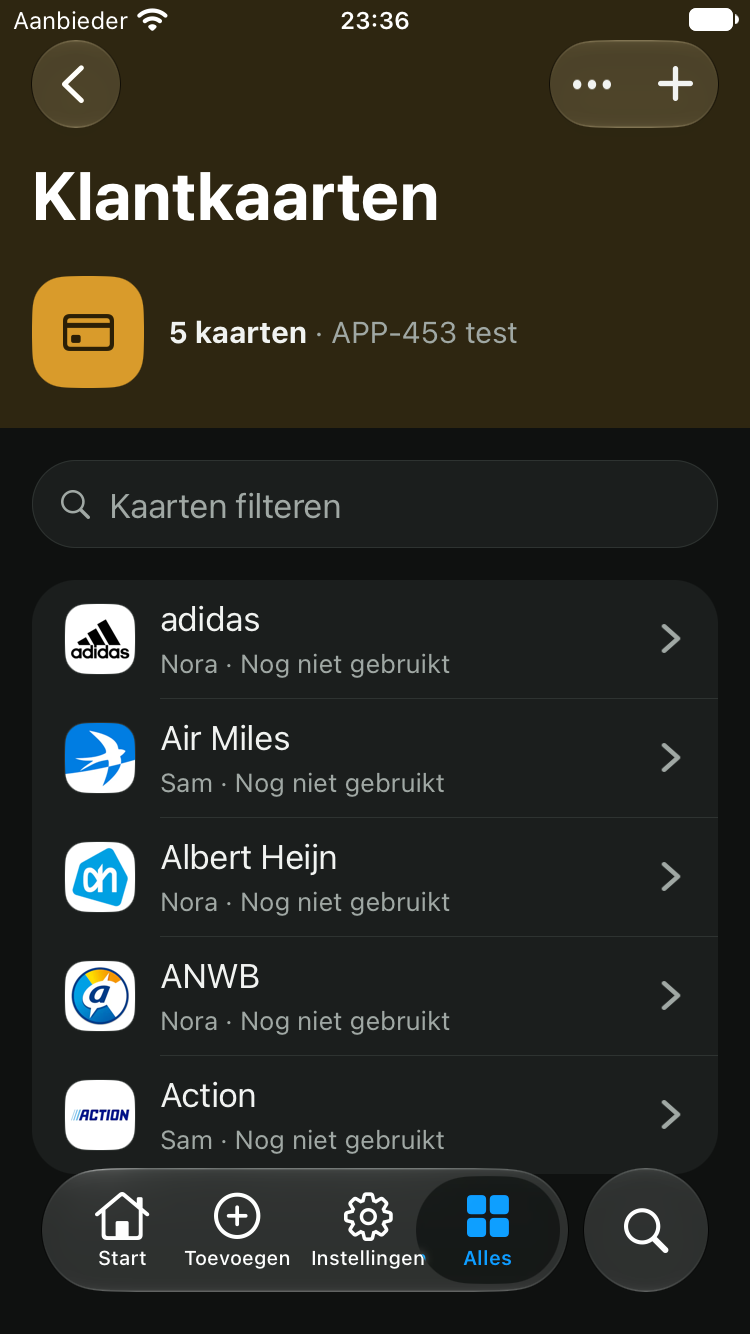 Aanbieder 23:36
Klantkaarten
5 kaarten · APP-453 test
Kaarten filteren
adidas
adidas
Nora · Nog niet gebruikt
Air Miles
Sam · Nog niet gebruikt
Albert Heijn
ah
Nora · Nog niet gebruikt
ANWB
a
Nora · Nog niet gebruikt
Action
ACTION
Sam · Nog niet gebruikt
Start Toevoegen Instellingen Alles